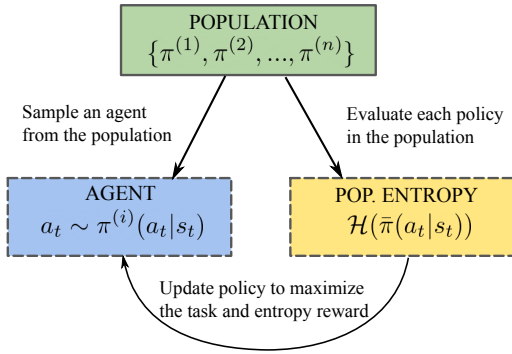 POPULATION
{π^(1), π^(2), ..., π^(n)}
Sample an agent
from the population
Evaluate each policy
in the population
AGENT
a_t ∼ π^(i)(a_t|s_t)
POP. ENTROPY
ℋ(π̄(a_t|s_t))
Update policy to maximize
the task and entropy reward